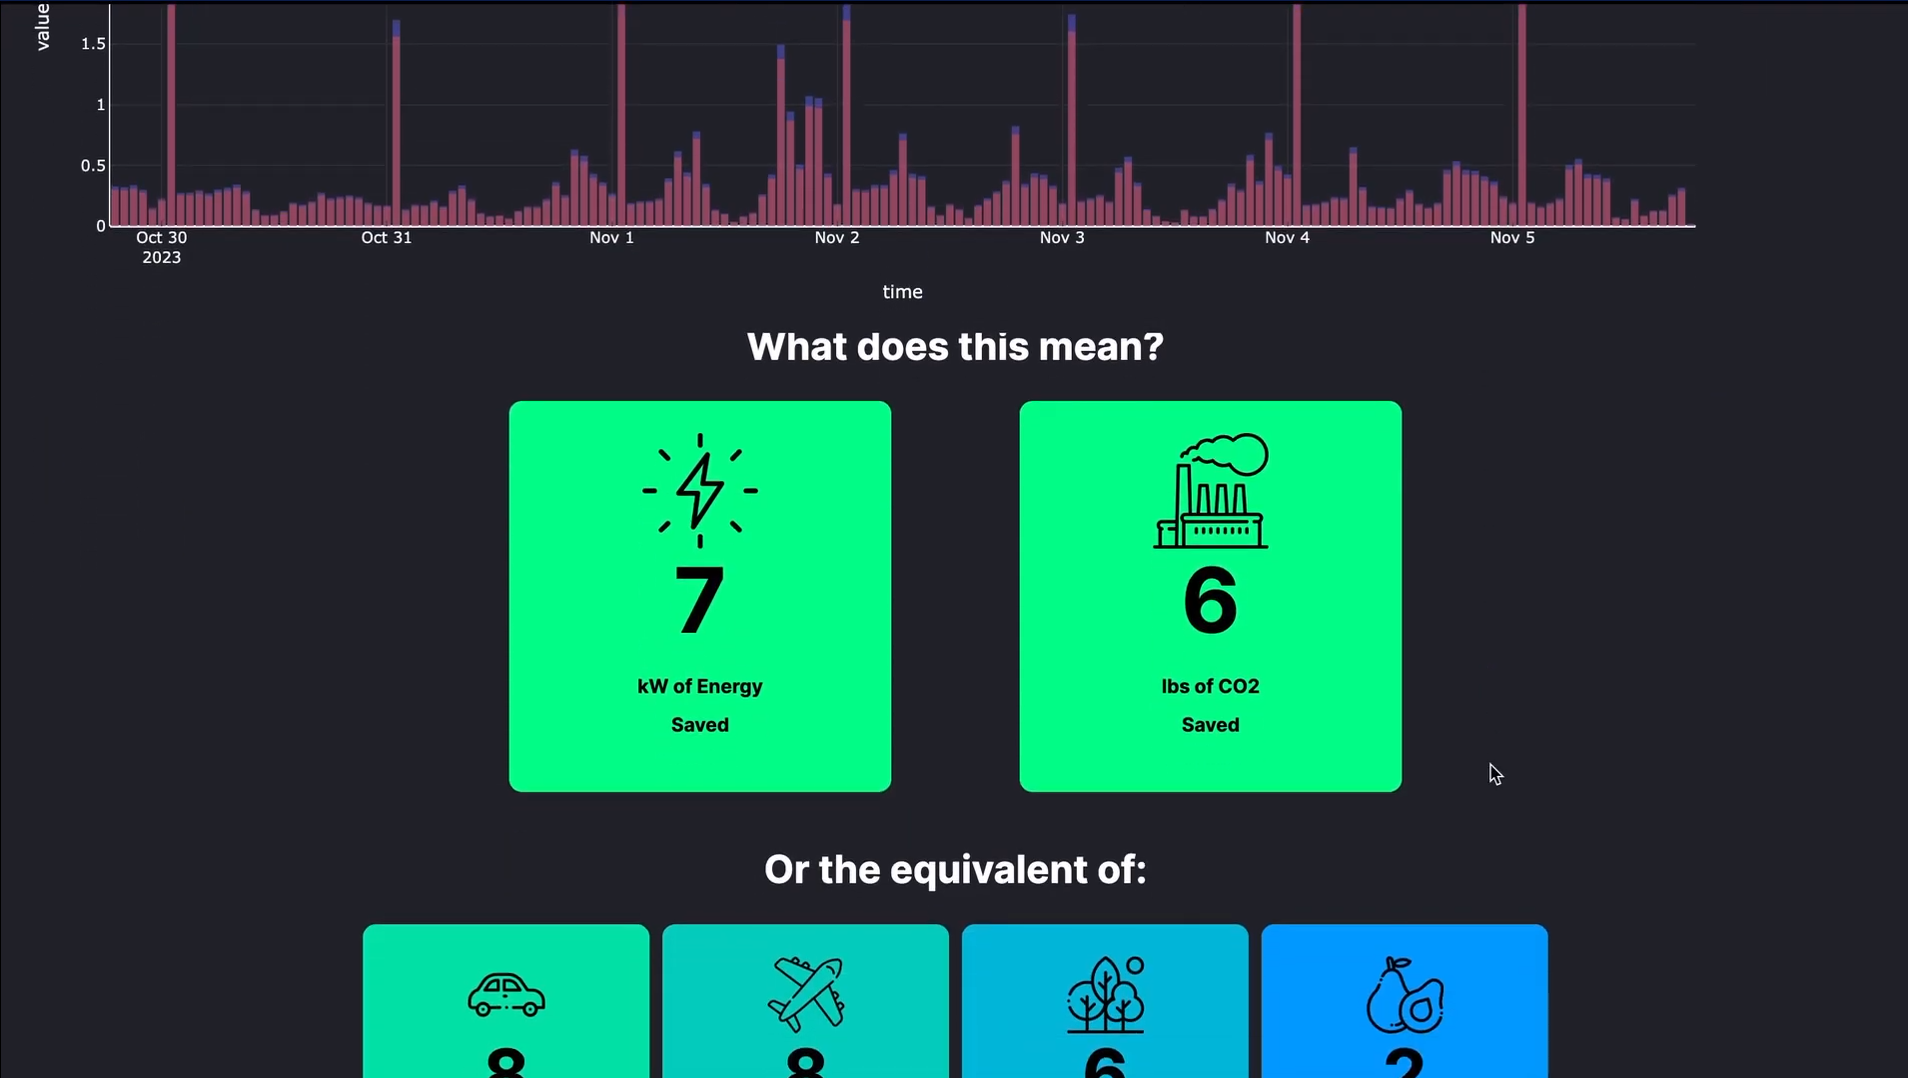 value
1.5
1
0.5
0
Oct 30 Oct 31 Nov 1 Nov 2 Nov 3 Nov 4 Nov 5
2023
time
What does this mean?
7 6
kW of Energy lbs of CO2
Saved Saved
Or the equivalent of:
8 8 6 2